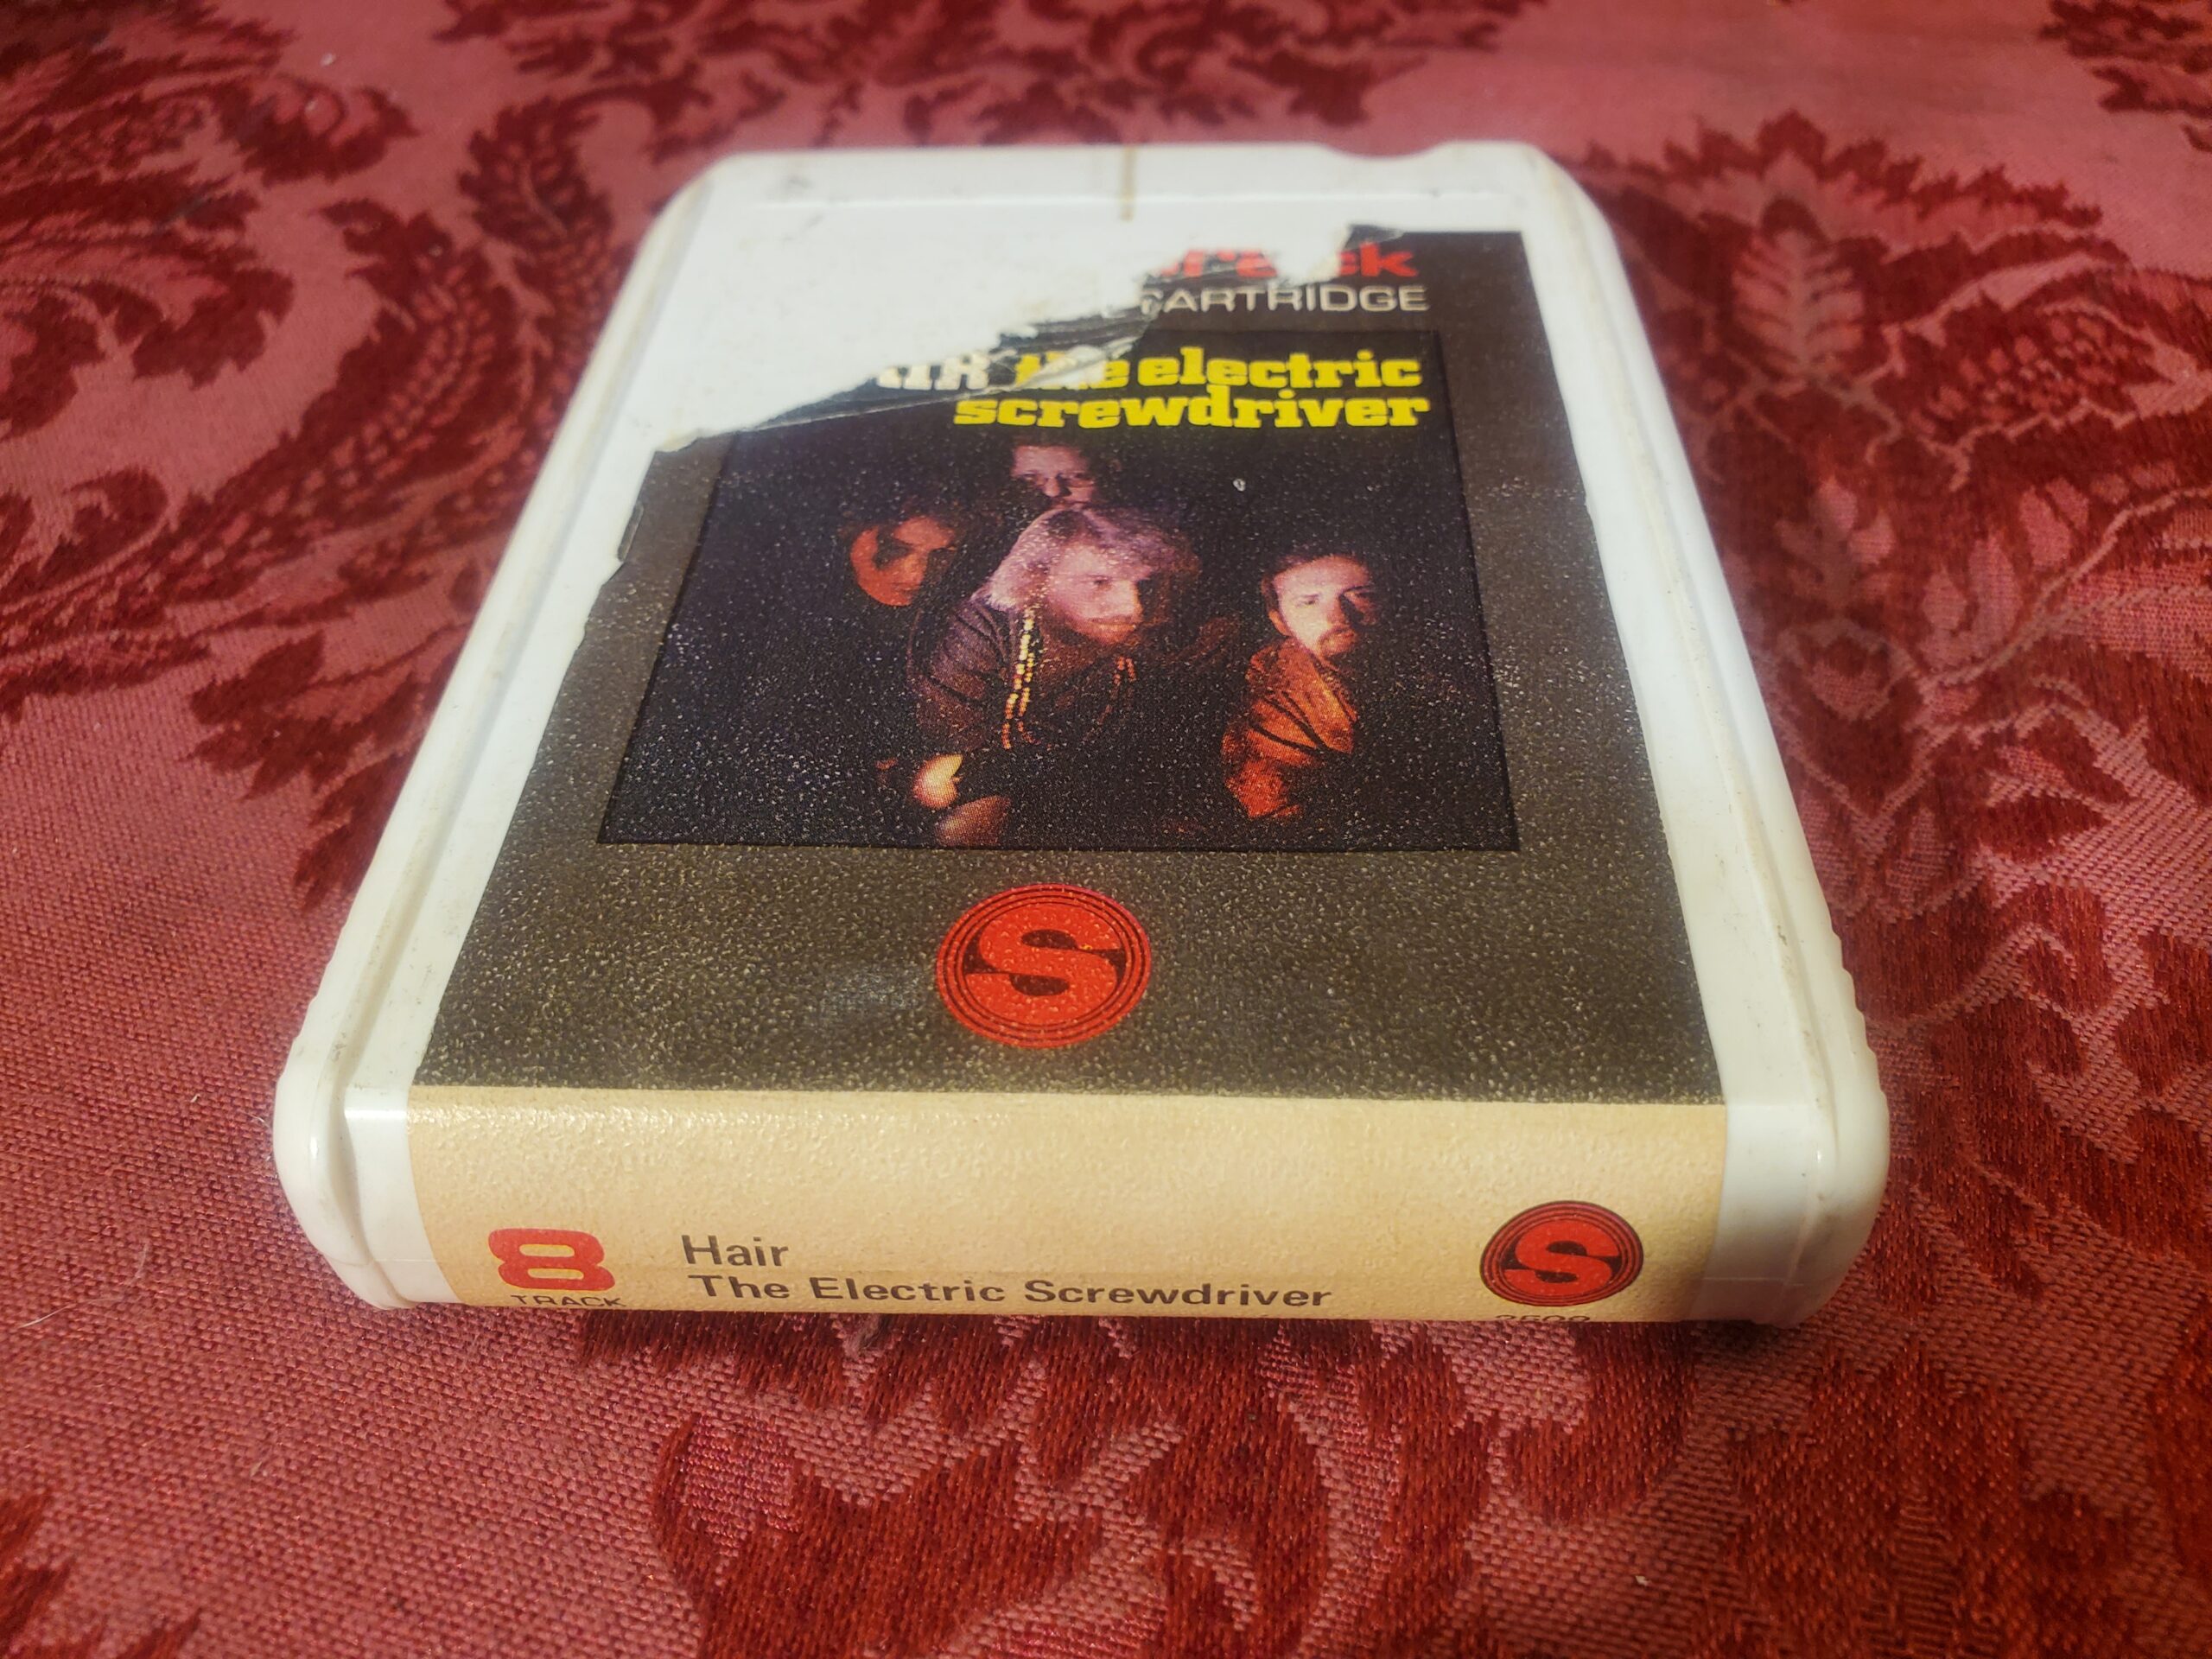 CARTRIDGE
the electric
screwdriver
S
8
TRACK
Hair
The Electric Screwdriver
S